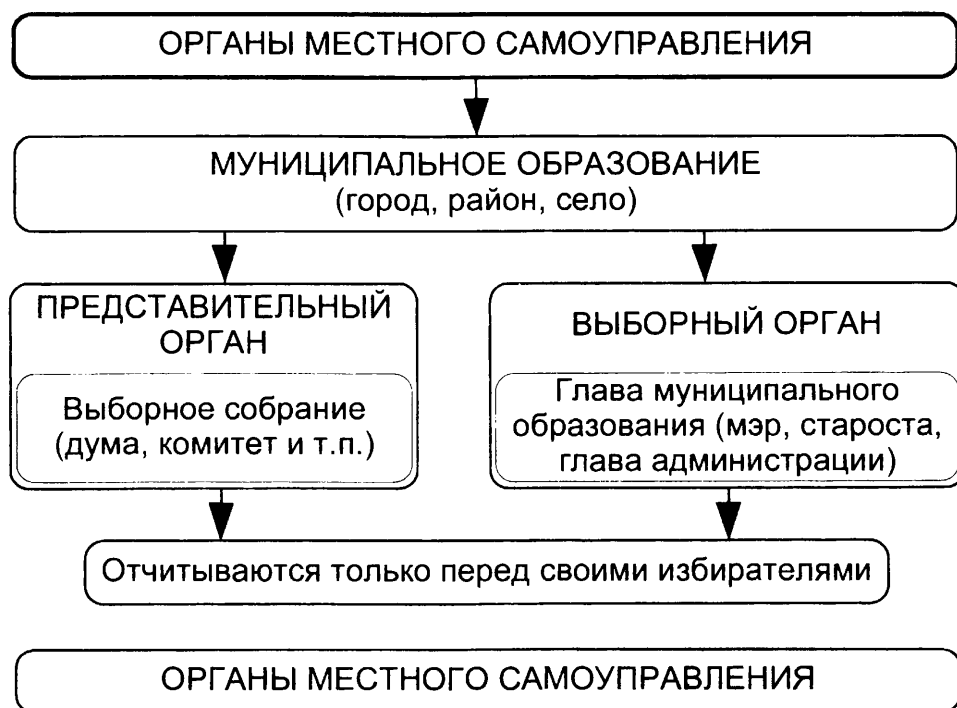 ОРГАНЫ МЕСТНОГО САМОУПРАВЛЕНИЯ
МУНИЦИПАЛЬНОЕ ОБРАЗОВАНИЕ
(город, район, село)
ПРЕДСТАВИТЕЛЬНЫЙ
ОРГАН
Выборное собрание
(дума, комитет и т.п.)
ВЫБОРНЫЙ ОРГАН
Глава муниципального
образования (мэр, староста,
глава администрации)
Отчитываются только перед своими избирателями
ОРГАНЫ МЕСТНОГО САМОУПРАВЛЕНИЯ